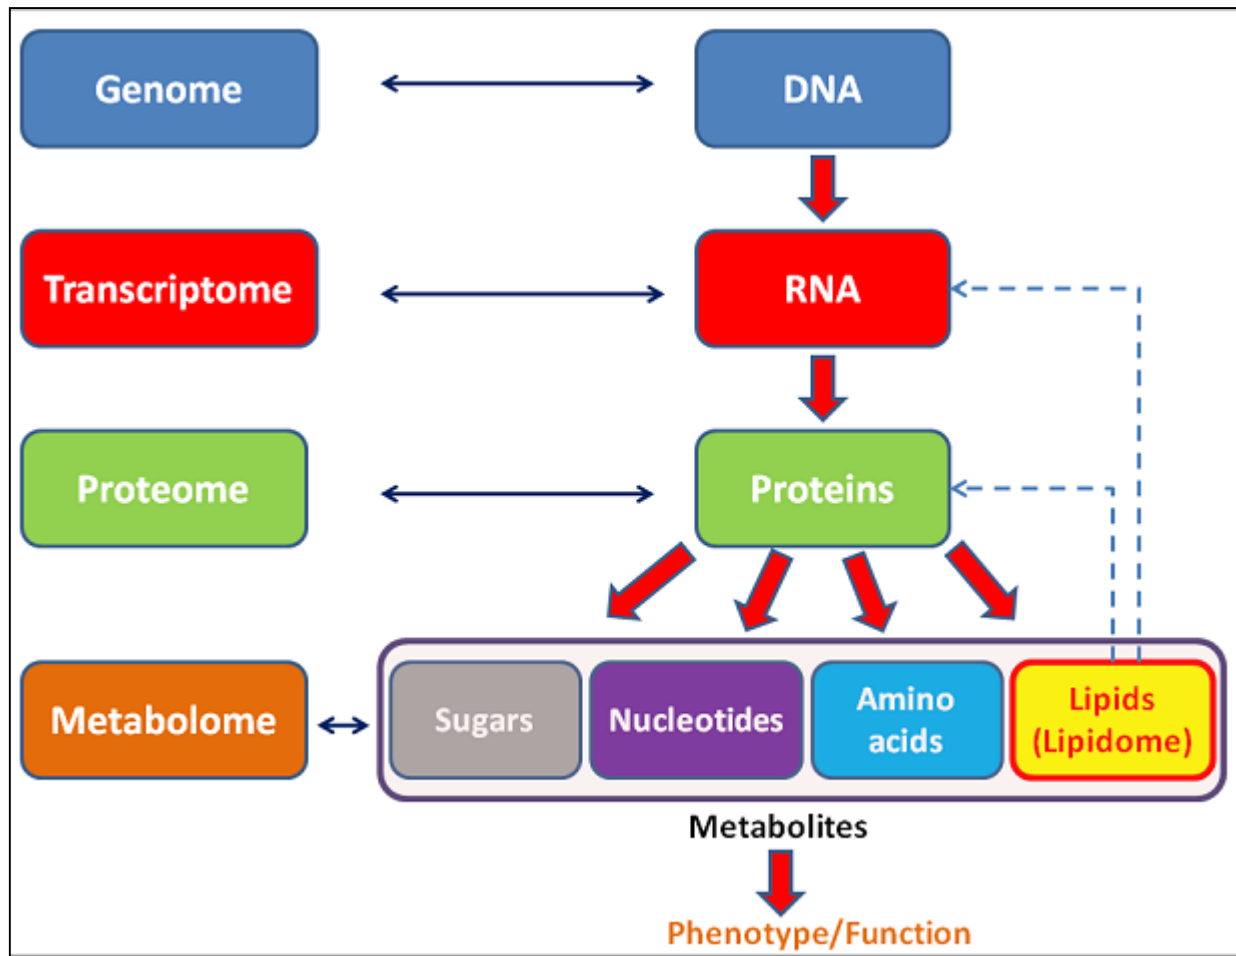 Genome
DNA
Transcriptome
RNA
Proteome
Proteins
Metabolome
Sugars
Nucleotides
Amino
acids
Lipids
(Lipidome)
Metabolites
Phenotype/Function